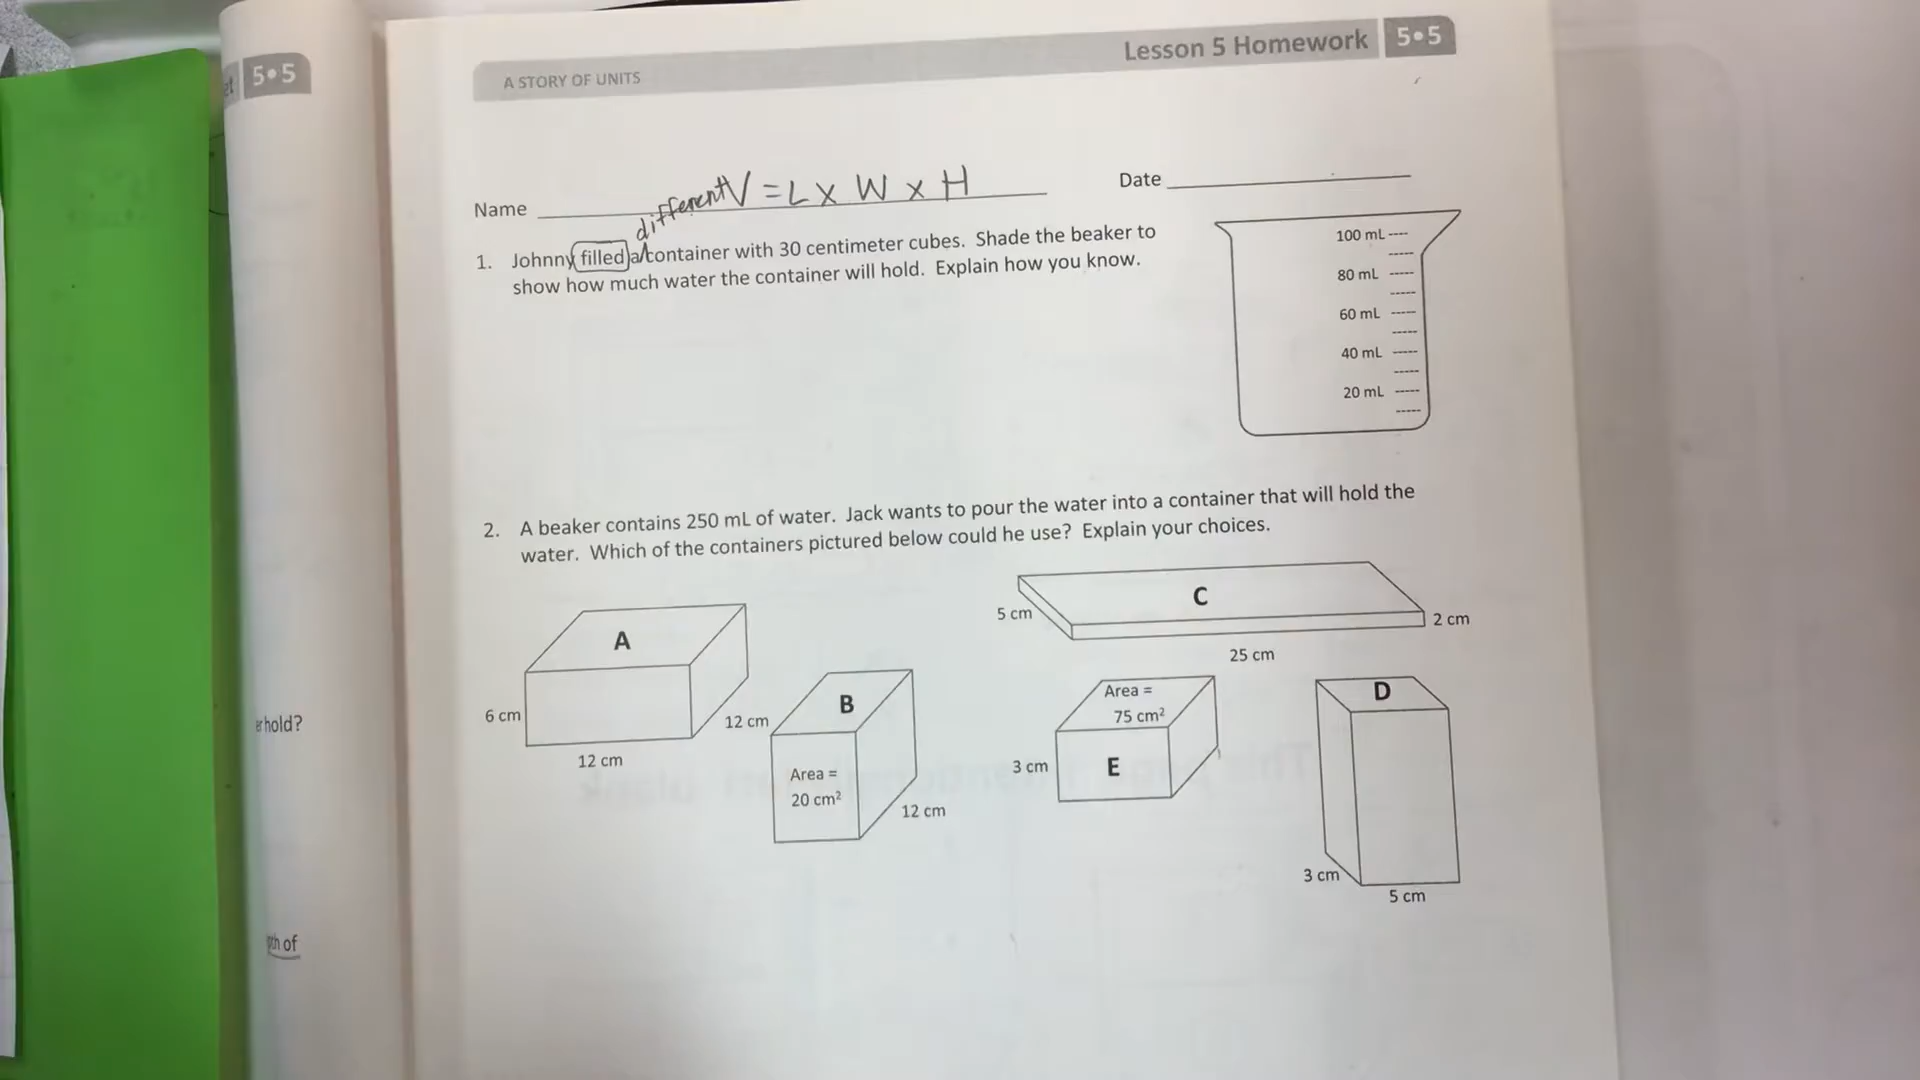 5•5
A STORY OF UNITS
Lesson 5 Homework 5•5
Name
V = L x W x H
Date
different
1. Johnny filled a container with 30 centimeter cubes. Shade the beaker to
show how much water the container will hold. Explain how you know.
100 mL
80 mL
60 mL
40 mL
20 mL
2. A beaker contains 250 mL of water. Jack wants to pour the water into a container that will hold the
water. Which of the containers pictured below could he use? Explain your choices.
A
6 cm
12 cm
12 cm
B
Area =
20 cm²
12 cm
C
5 cm
2 cm
25 cm
Area =
75 cm²
3 cm
E
D
3 cm
5 cm
hold?
of